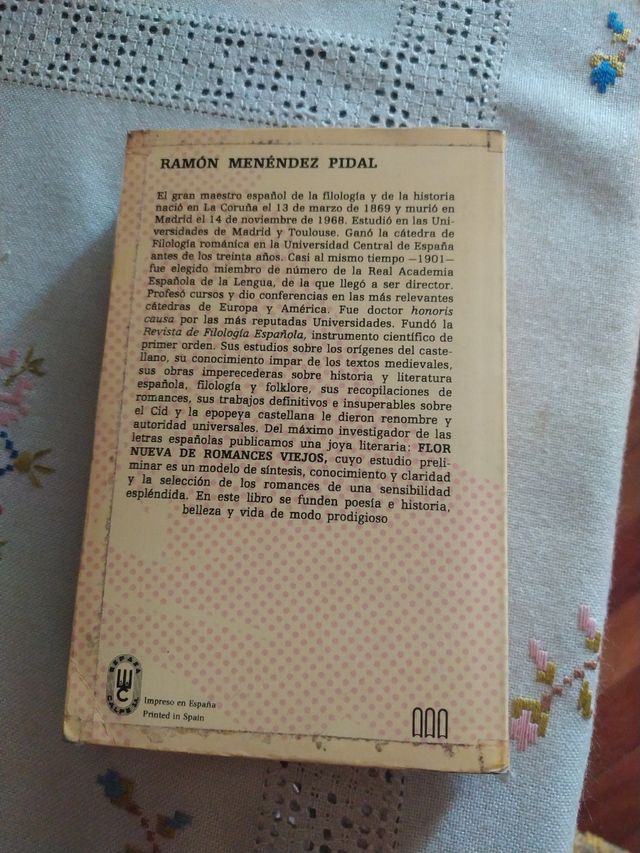 RAMÓN MENÉNDEZ PIDAL
El gran maestro español de la filología y de la historia
nació en La Coruña el 13 de marzo de 1869 y murió en
Madrid el 14 de noviembre de 1968. Estudió en las Uni-
versidades de Madrid y Toulouse. Ganó la cátedra de
Filología románica en la Universidad Central de España
antes de los treinta años. Casi al mismo tiempo —1901—
fue elegido miembro de número de la Real Academia
Española de la Lengua, de la que llegó a ser director.
Profesó cursos y dio conferencias en las más relevantes
cátedras de Europa y América. Fue doctor honoris
causa por las más reputadas Universidades. Fundó la
Revista de Filología Española, instrumento científico de
primer orden. Sus estudios sobre los orígenes del caste-
llano, su conocimiento impar de los textos medievales,
sus obras imperecederas sobre historia y literatura
española, filología y folklore, sus recopilaciones de
romances, sus trabajos definitivos e insuperables sobre
el Cid y la epopeya castellana le dieron renombre y
autoridad universales. Del máximo investigador de las
letras españolas publicamos una joya literaria: FLOR
NUEVA DE ROMANCES VIEJOS, cuyo estudio preli-
minar es un modelo de síntesis, conocimiento y claridad
y la selección de los romances de una sensibilidad
espléndida. En este libro se funden poesía e historia,
belleza y vida de modo prodigioso
ESPASA
CALPE, S.A.
Impreso en España
Printed in Spain